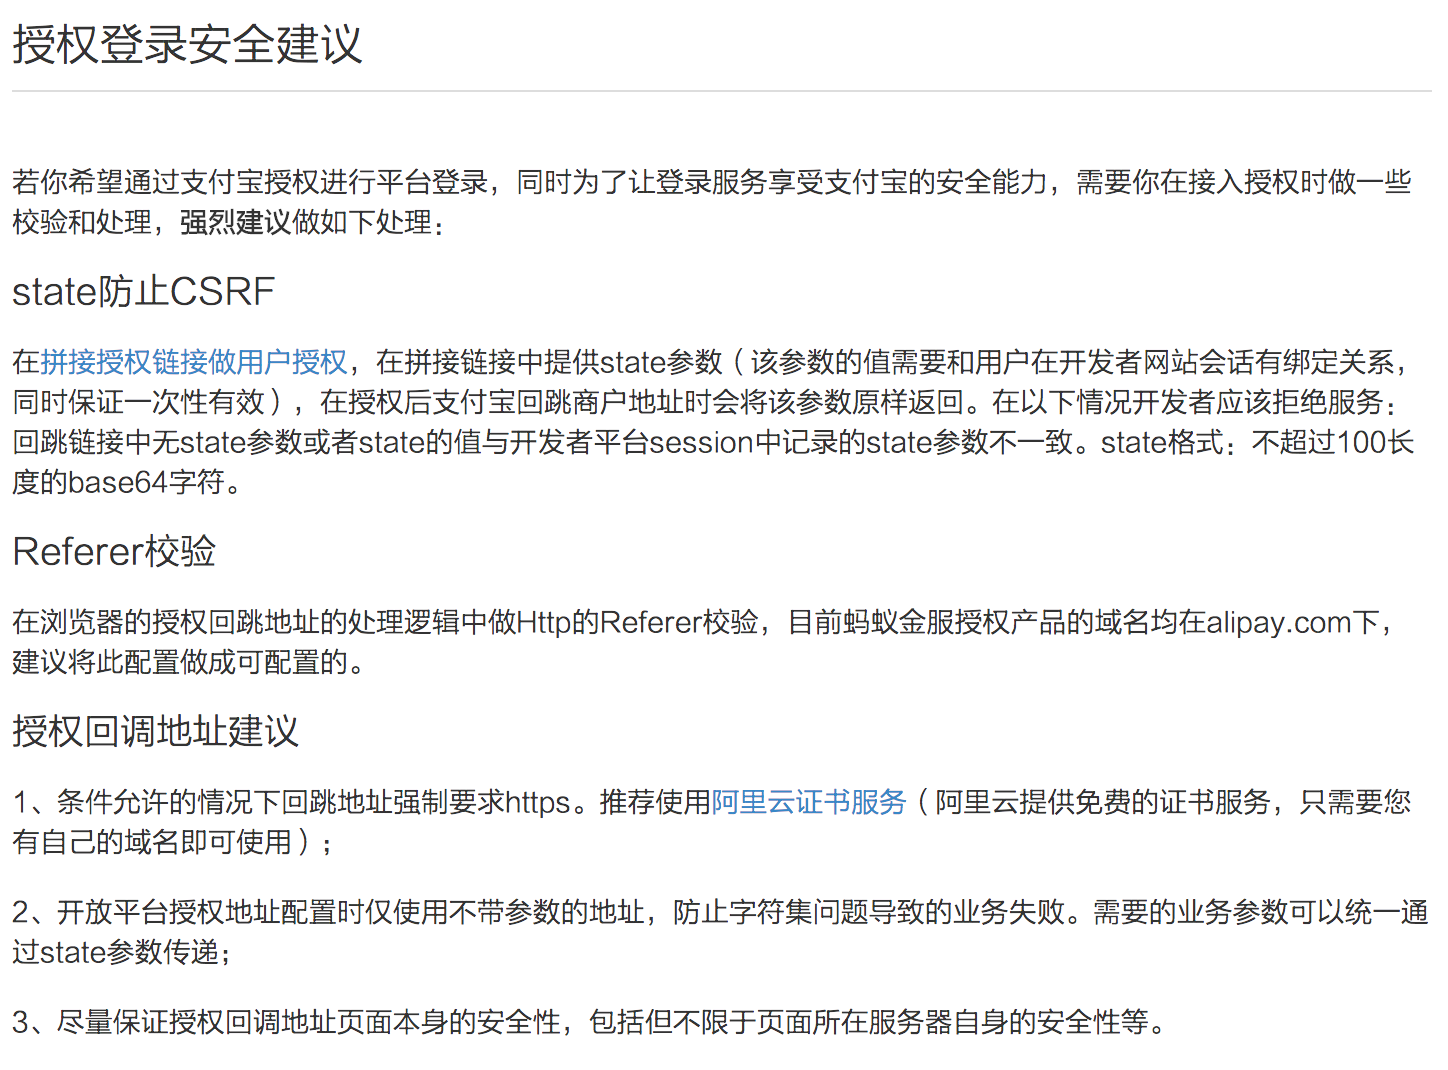 授权登录安全建议
若你希望通过支付宝授权进行平台登录，同时为了让登录服务享受支付宝的安全能力，需要你在接入授权时做一些
校验和处理，强烈建议做如下处理：
state防止CSRF
在拼接授权链接做用户授权，在拼接链接中提供state参数（该参数的值需要和用户在开发者网站会话有绑定关系，
同时保证一次性有效），在授权后支付宝回跳商户地址时会将该参数原样返回。在以下情况开发者应该拒绝服务：
回跳链接中无state参数或者state的值与开发者平台session中记录的state参数不一致。state格式：不超过100长
度的base64字符。
Referer校验
在浏览器的授权回跳地址的处理逻辑中做Http的Referer校验，目前蚂蚁金服授权产品的域名均在alipay.com下，
建议将此配置做成可配置的。
授权回调地址建议
1、条件允许的情况下回跳地址强制要求https。推荐使用阿里云证书服务（阿里云提供免费的证书服务，只需要您
有自己的域名即可使用）；
2、开放平台授权地址配置时仅使用不带参数的地址，防止字符集问题导致的业务失败。需要的业务参数可以统一通
过state参数传递；
3、尽量保证授权回调地址页面本身的安全性，包括但不限于页面所在服务器自身的安全性等。